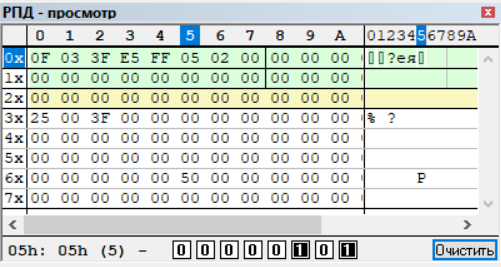 РПД - просмотр
0 1 2 3 4 5 6 7 8 9 A 0123456789A
0x 0F 03 3F E5 FF 05 02 00 00 00 00 ▯▯?ея▯
1x 00 00 00 00 00 00 00 00 00 00 00
2x 00 00 00 00 00 00 00 00 00 00 00
3x 25 00 3F 00 00 00 00 00 00 00 00 % ?
4x 00 00 00 00 00 00 00 00 00 00 00
5x 00 00 00 00 00 00 00 00 00 00 00
6x 00 00 00 00 00 50 00 00 00 00 00 P
7x 00 00 00 00 00 00 00 00 00 00 00
05h: 05h (5) - 0 0 0 0 0 1 0 1 Очистить